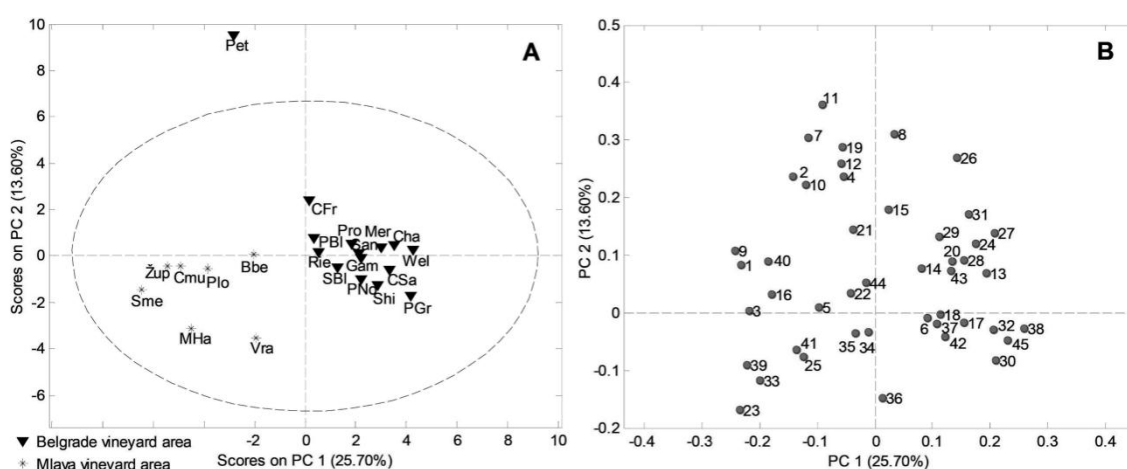 A
Scores on PC 2 (13.60%)
10
8
6
4
2
0
-2
-4
-6
Pet
CFr
PBl
Pro Mer
San
Cha
Wel
Rie
Gam
SBl
CSa
PNo
Shi
PGr
Bbe
Žup
Cmu
Plo
Sme
MHa
Vra
-2 0 2 4 6 8 10
Scores on PC 1 (25.70%)
▼ Belgrade vineyard area
✳ Mlava vineyard area
B
PC 2 (13.60%)
0.5
0.4
0.3
0.2
0.1
0
-0.1
-0.2
11
7
8
19
12
26
2
10
4
15
31
21
29
27
24
9
1
40
20
28
14
43
13
16
44
22
3
5
18
6
37
17
32
38
42
45
30
35
34
41
25
39
33
23
36
-0.4 -0.3 -0.2 -0.1 0 0.1 0.2 0.3 0.4
PC 1 (25.70%)